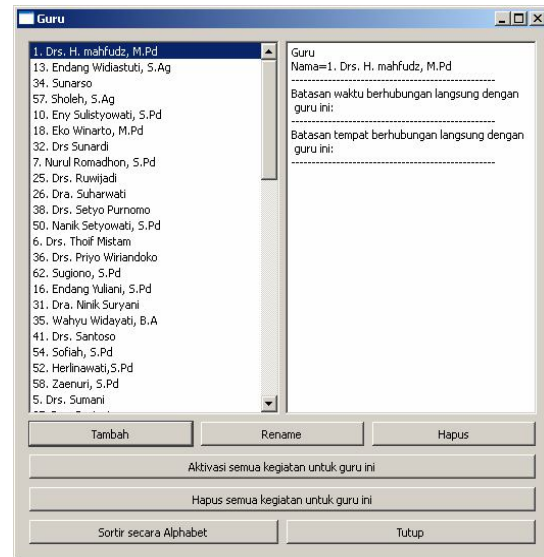 Guru
1. Drs. H. mahfudz, M.Pd
13. Endang Widiastuti, S.Ag
34. Sunarso
57. Sholeh, S.Ag
10. Eny Sulistyowati, S.Pd
18. Eko Winarto, M.Pd
32. Drs Sunardi
7. Nurul Romadhon, S.Pd
25. Drs. Ruwijadi
26. Dra. Suharwati
38. Drs. Setyo Purnomo
50. Nanik Setyowati, S.Pd
6. Drs. Thoif Mistam
36. Drs. Priyo Wiriandoko
62. Sugiono, S.Pd
16. Endang Yuliani, S.Pd
31. Dra. Ninik Suryani
35. Wahyu Widayati, B.A
41. Drs. Santoso
54. Sofiah, S.Pd
52. Herlinawati,S.Pd
58. Zaenuri, S.Pd
5. Drs. Sumani
Guru
Nama=1. Drs. H. mahfudz, M.Pd
------------------------------------------------
Batasan waktu berhubungan langsung dengan
guru ini:
------------------------------------------------
Batasan tempat berhubungan langsung dengan
guru ini:
------------------------------------------------
Tambah
Rename
Hapus
Aktivasi semua kegiatan untuk guru ini
Hapus semua kegiatan untuk guru ini
Sortir secara Alphabet
Tutup